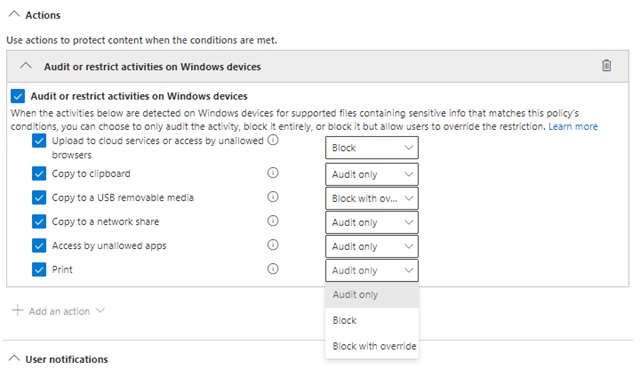 Actions
Use actions to protect content when the conditions are met.
Audit or restrict activities on Windows devices
Audit or restrict activities on Windows devices
When the activities below are detected on Windows devices for supported files containing sensitive info that matches this policy's
conditions, you can choose to only audit the activity, block it entirely, or block it but allow users to override the restriction. Learn more
Upload to cloud services or access by unallowed
browsers
Block
Copy to clipboard
Audit only
Copy to a USB removable media
Block with ov...
Copy to a network share
Audit only
Access by unallowed apps
Audit only
Print
Audit only
Audit only
Add an action
Block
Block with override
User notifications